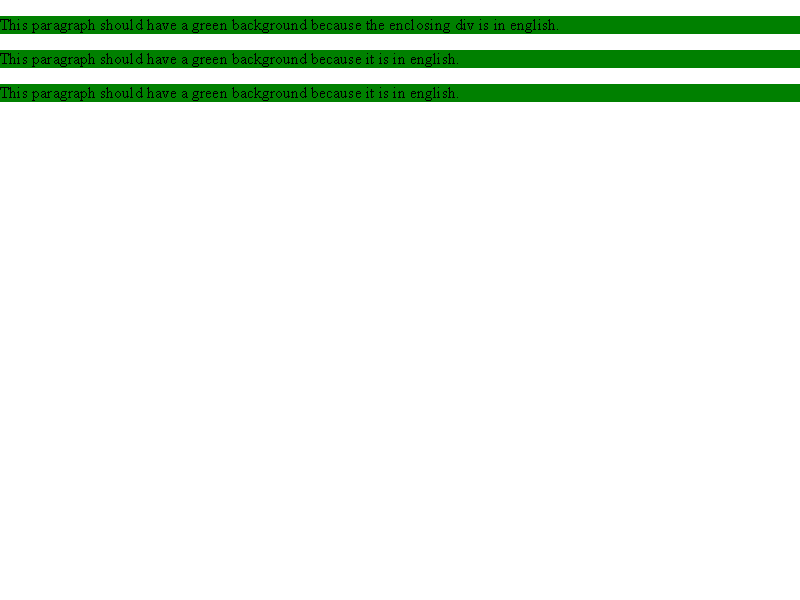 This paragraph should have a green background because the enclosing div is in english.
This paragraph should have a green background because it is in english.
This paragraph should have a green background because it is in english.